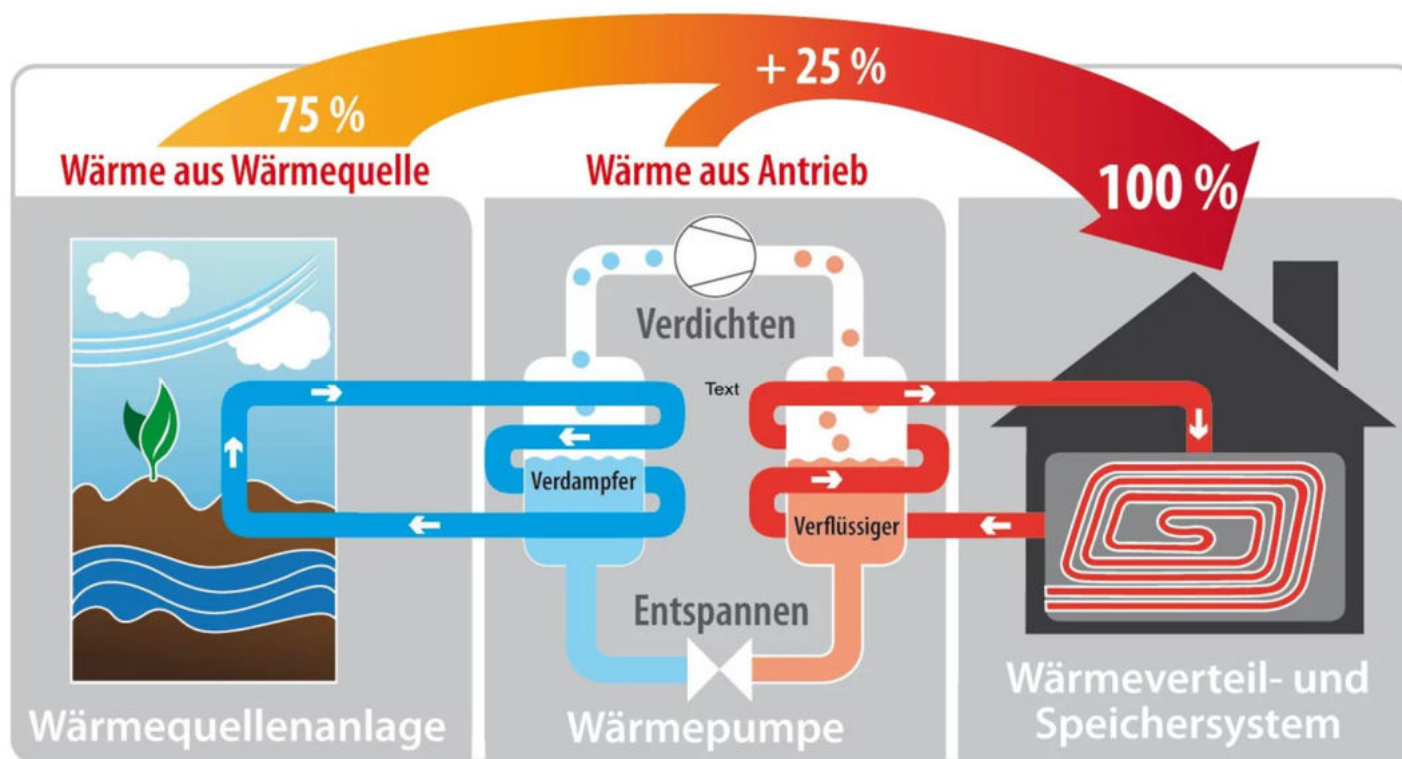 + 25 %
75 %
Wärme aus Wärmequelle
Wärme aus Antrieb
100 %
Verdichten
Text
Verdampfer
Verflüssiger
Entspannen
Wärmequellenanlage
Wärmepumpe
Wärmeverteil- und
Speichersystem